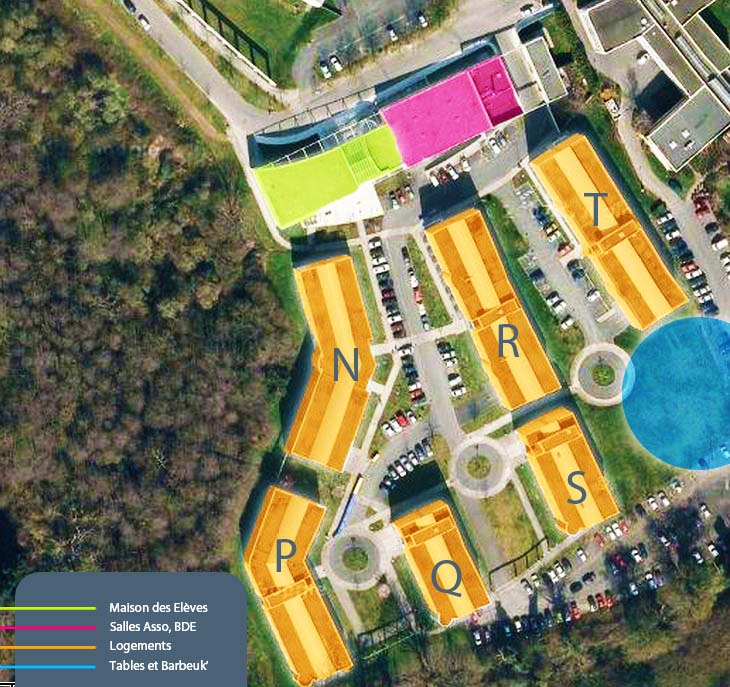 T
R
N
S
P
Q
Maison des Elèves
Salles Asso, BDE
Logements
Tables et Barbeuk'